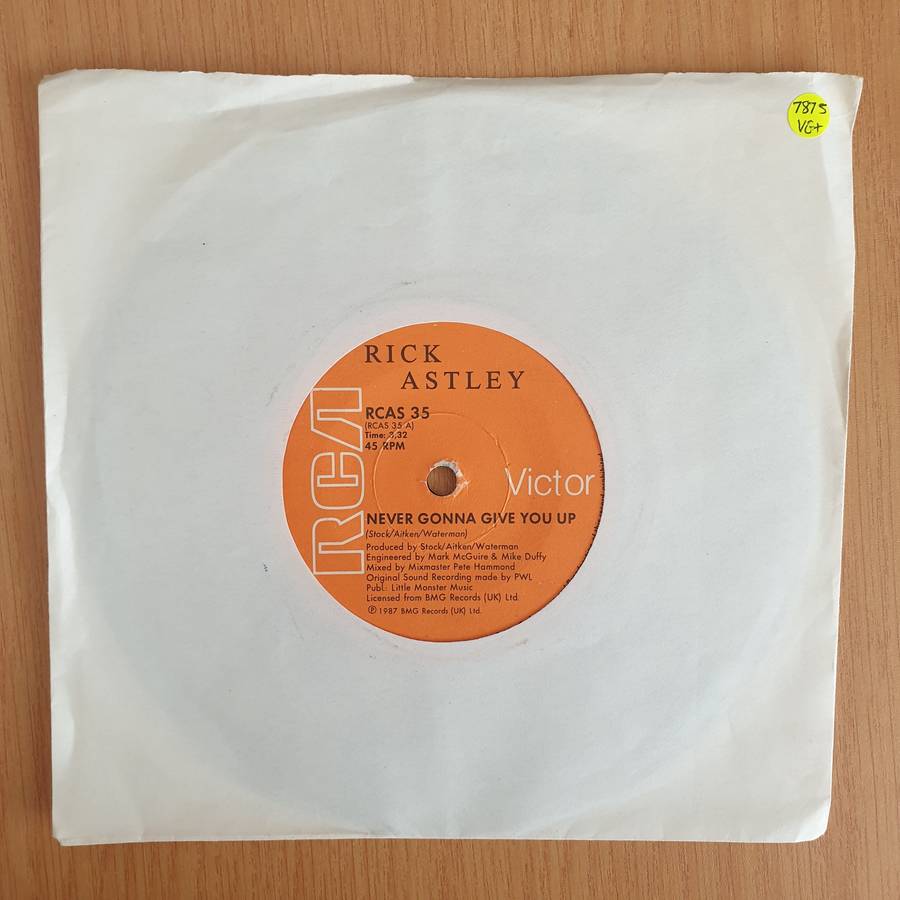 787S
VG+
RICK
ASTLEY
RCA
RCAS 35
(RCAS 35 A)
Time: 3,32
45 RPM
Victor
NEVER GONNA GIVE YOU UP
(Stock/Aitken/Waterman)
Produced by Stock/Aitken/Waterman
Engineered by Mark McGuire & Mike Duffy
Mixed by Mixmaster Pete Hammond
Original Sound Recording made by PWL
Publ.: Little Monster Music
Licensed from BMG Records (UK) Ltd.
℗ 1987 BMG Records (UK) Ltd.